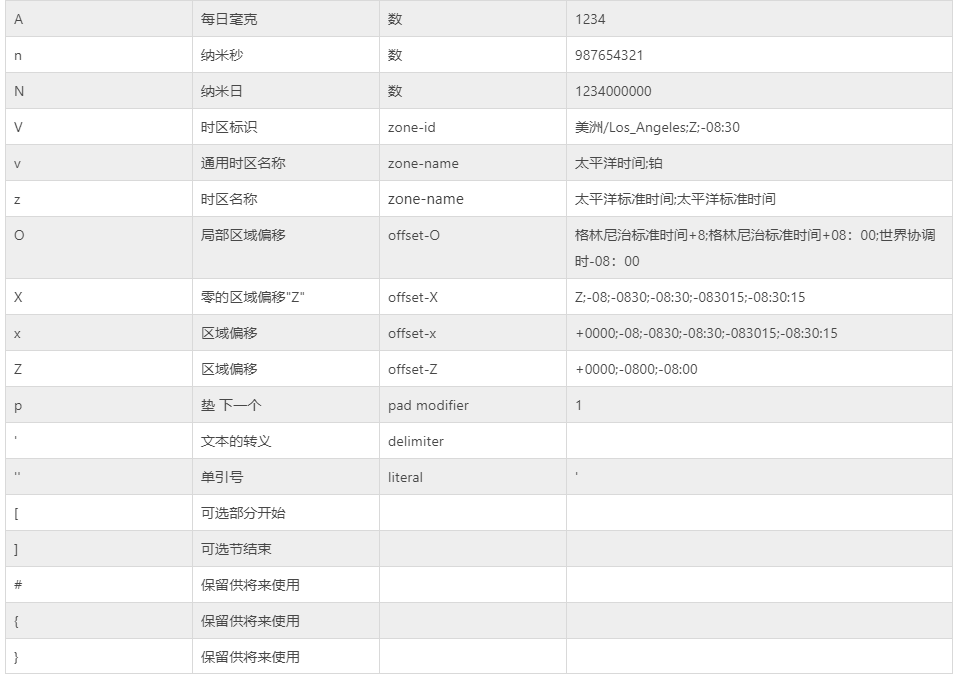 A 每日毫克 数 1234
n 纳米秒 数 987654321
N 纳米日 数 1234000000
V 时区标识 zone-id 美洲/Los_Angeles;Z;-08:30
v 通用时区名称 zone-name 太平洋时间;铂
z 时区名称 zone-name 太平洋标准时间;太平洋标准时间
O 局部区域偏移 offset-O 格林尼治标准时间+8;格林尼治标准时间+08：00;世界协调
时-08：00
X 零的区域偏移"Z" offset-X Z;-08;-0830;-08:30;-083015;-08:30:15
x 区域偏移 offset-x +0000;-08;-0830;-08:30;-083015;-08:30:15
Z 区域偏移 offset-Z +0000;-0800;-08:00
p 垫 下一个 pad modifier 1
' 文本的转义 delimiter
'' 单引号 literal '
[ 可选部分开始
] 可选节结束
# 保留供将来使用
{ 保留供将来使用
} 保留供将来使用